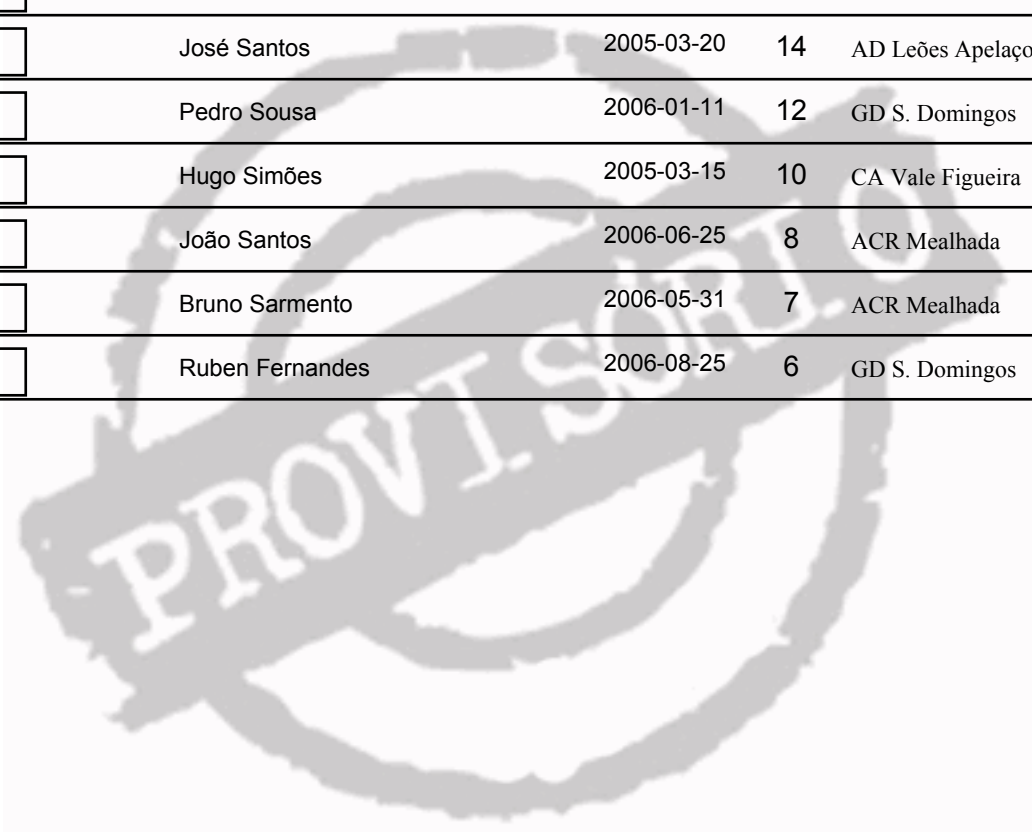 José Santos 2005-03-20 14 AD Leões Apelaço
Pedro Sousa 2006-01-11 12 GD S. Domingos
Hugo Simões 2005-03-15 10 CA Vale Figueira
João Santos 2006-06-25 8 ACR Mealhada
Bruno Sarmento 2006-05-31 7 ACR Mealhada
Ruben Fernandes 2006-08-25 6 GD S. Domingos
PROVISÓRIO